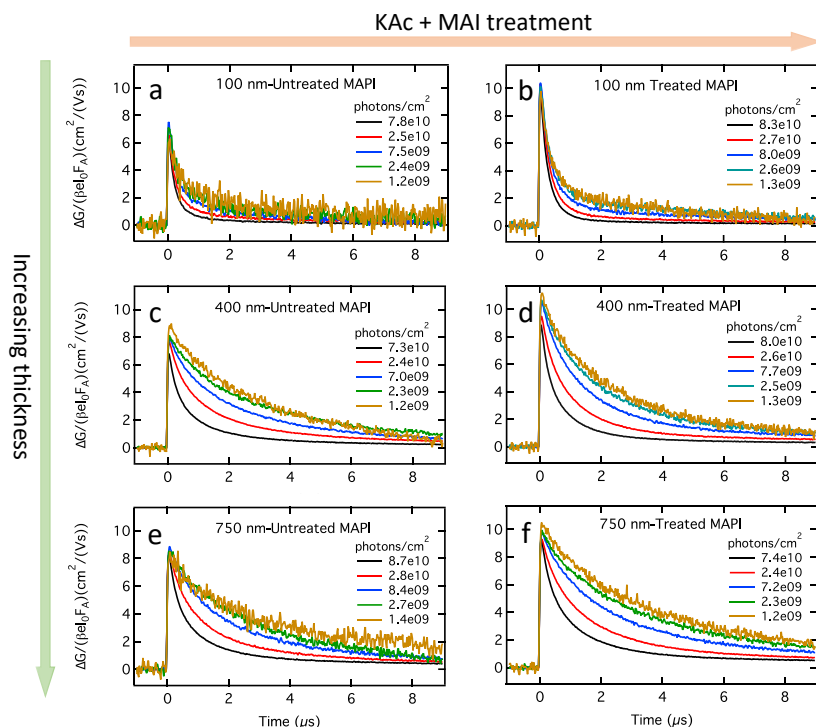 KAc + MAI treatment
Increasing thickness
a
100 nm-Untreated MAPI
photons/cm²
7.8e10
2.5e10
7.5e09
2.4e09
1.2e09
ΔG/(βeI₀F_A)(cm²/(Vs))
10
8
6
4
2
0
0 2 4 6 8
b
100 nm Treated MAPI
photons/cm²
8.3e10
2.7e10
8.0e09
2.6e09
1.3e09
10
8
6
4
2
0
0 2 4 6 8
c
400 nm-Untreated MAPI
photons/cm²
7.3e10
2.4e10
7.0e09
2.3e09
1.2e09
ΔG/(βeI₀F_A)(cm²/(Vs))
10
8
6
4
2
0
0 2 4 6 8
d
400 nm-Treated MAPI
photons/cm²
8.0e10
2.6e10
7.7e09
2.5e09
1.3e09
10
8
6
4
2
0
0 2 4 6 8
e
750 nm-Untreated MAPI
photons/cm²
8.7e10
2.8e10
8.4e09
2.7e09
1.4e09
ΔG/(βeI₀F_A)(cm²/(Vs))
10
8
6
4
2
0
0 2 4 6 8
Time (μs)
f
750 nm-Treated MAPI
photons/cm²
7.4e10
2.4e10
7.2e09
2.3e09
1.2e09
10
8
6
4
2
0
0 2 4 6 8
Time (μs)